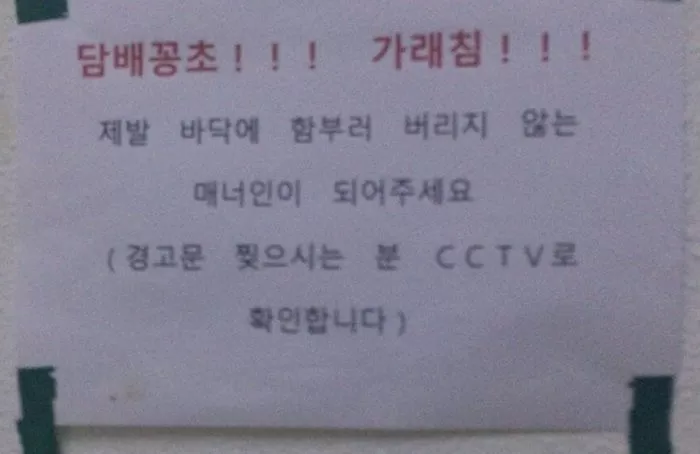 담배꽁초!!! 가래침!!!
제발 바닥에 함부러 버리지 않는
매너인이 되어주세요
(경고문 찢으시는 분 CCTV로
확인합니다)